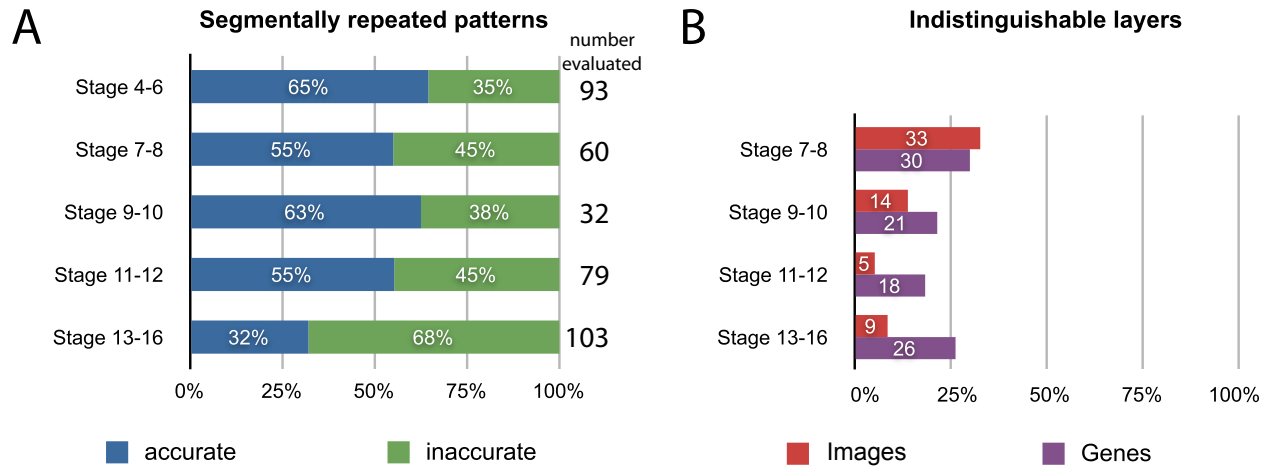 A
Segmentally repeated patterns
number
evaluated
Stage 4-6
65%
35%
93
Stage 7-8
55%
45%
60
Stage 9-10
63%
38%
32
Stage 11-12
55%
45%
79
Stage 13-16
32%
68%
103
0%
25%
50%
75%
100%
accurate
inaccurate
B
Indistinguishable layers
Stage 7-8
33
30
Stage 9-10
14
21
Stage 11-12
5
18
Stage 13-16
9
26
0%
25%
50%
75%
100%
Images
Genes